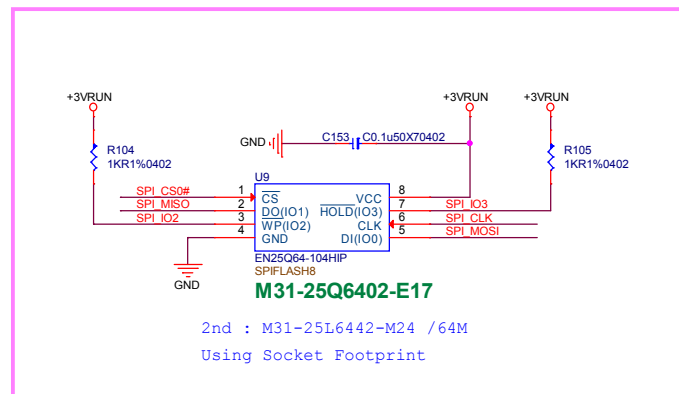 +3VRUN
+3VRUN
+3VRUN
R104
1KR1%0402
GND
C153
C0.1u50X70402
R105
1KR1%0402
U9
SPI_CS0#
1
CS
VCC
8
SPI_MISO
2
DO(IO1)
HOLD(IO3)
7
SPI_IO3
SPI_IO2
3
WP(IO2)
CLK
6
SPI_CLK
4
GND
DI(IO0)
5
SPI_MOSI
GND
EN25Q64-104HIP
SPIFLASH8
M31-25Q6402-E17
2nd : M31-25L6442-M24 /64M
Using Socket Footprint